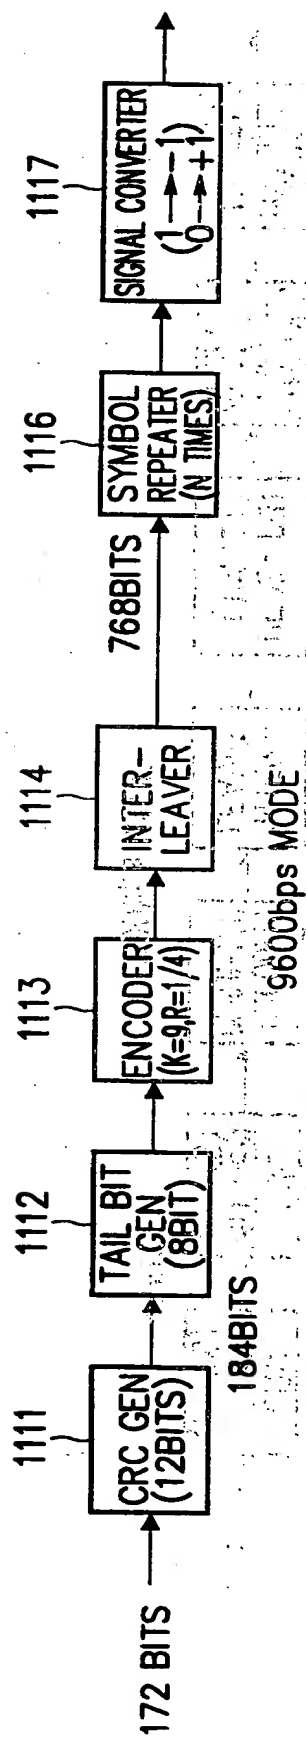 172 BITS
1111
CRC GEN
(12BITS)
184BITS
1112
TAIL BIT
GEN
(8BIT)
1113
ENCODER
(K=9,R=1/4)
1114
INTER-
LEAVER
768BITS
1116
SYMBOL
REPEATER
(N TIMES)
1117
SIGNAL CONVERTER
(1 → -1
0 → +1)
9600bps MODE